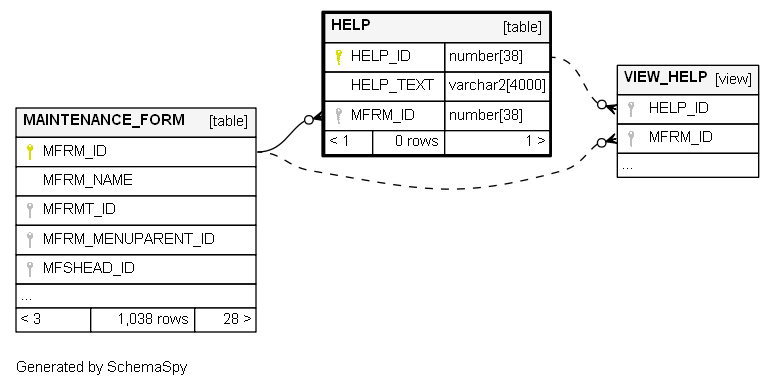 HELP [table]
HELP_ID number[38]
HELP_TEXT varchar2[4000]
MFRM_ID number[38]
< 1 0 rows 1 >
VIEW_HELP [view]
HELP_ID
MFRM_ID
...
MAINTENANCE_FORM [table]
MFRM_ID
MFRM_NAME
MFRMT_ID
MFRM_MENUPARENT_ID
MFSHEAD_ID
...
< 3 1,038 rows 28 >
Generated by SchemaSpy